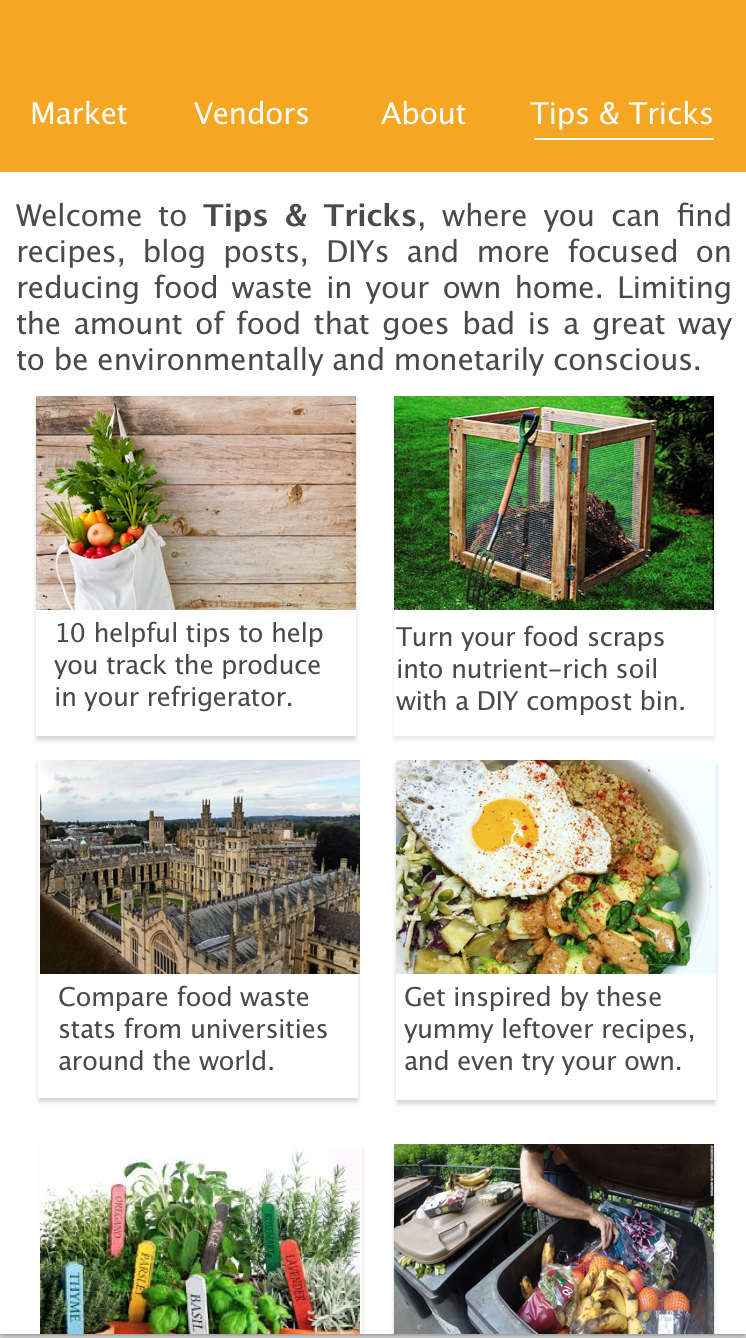 Market Vendors About Tips & Tricks
Welcome to Tips & Tricks, where you can find
recipes, blog posts, DIYs and more focused on
reducing food waste in your own home. Limiting
the amount of food that goes bad is a great way
to be environmentally and monetarily conscious.
10 helpful tips to help
you track the produce
in your refrigerator.
Turn your food scraps
into nutrient-rich soil
with a DIY compost bin.
Compare food waste
stats from universities
around the world.
Get inspired by these
yummy leftover recipes,
and even try your own.
OREGANO
SAGE
ROSEMARY
PARSLEY
LAVENDER
THYME
BASIL